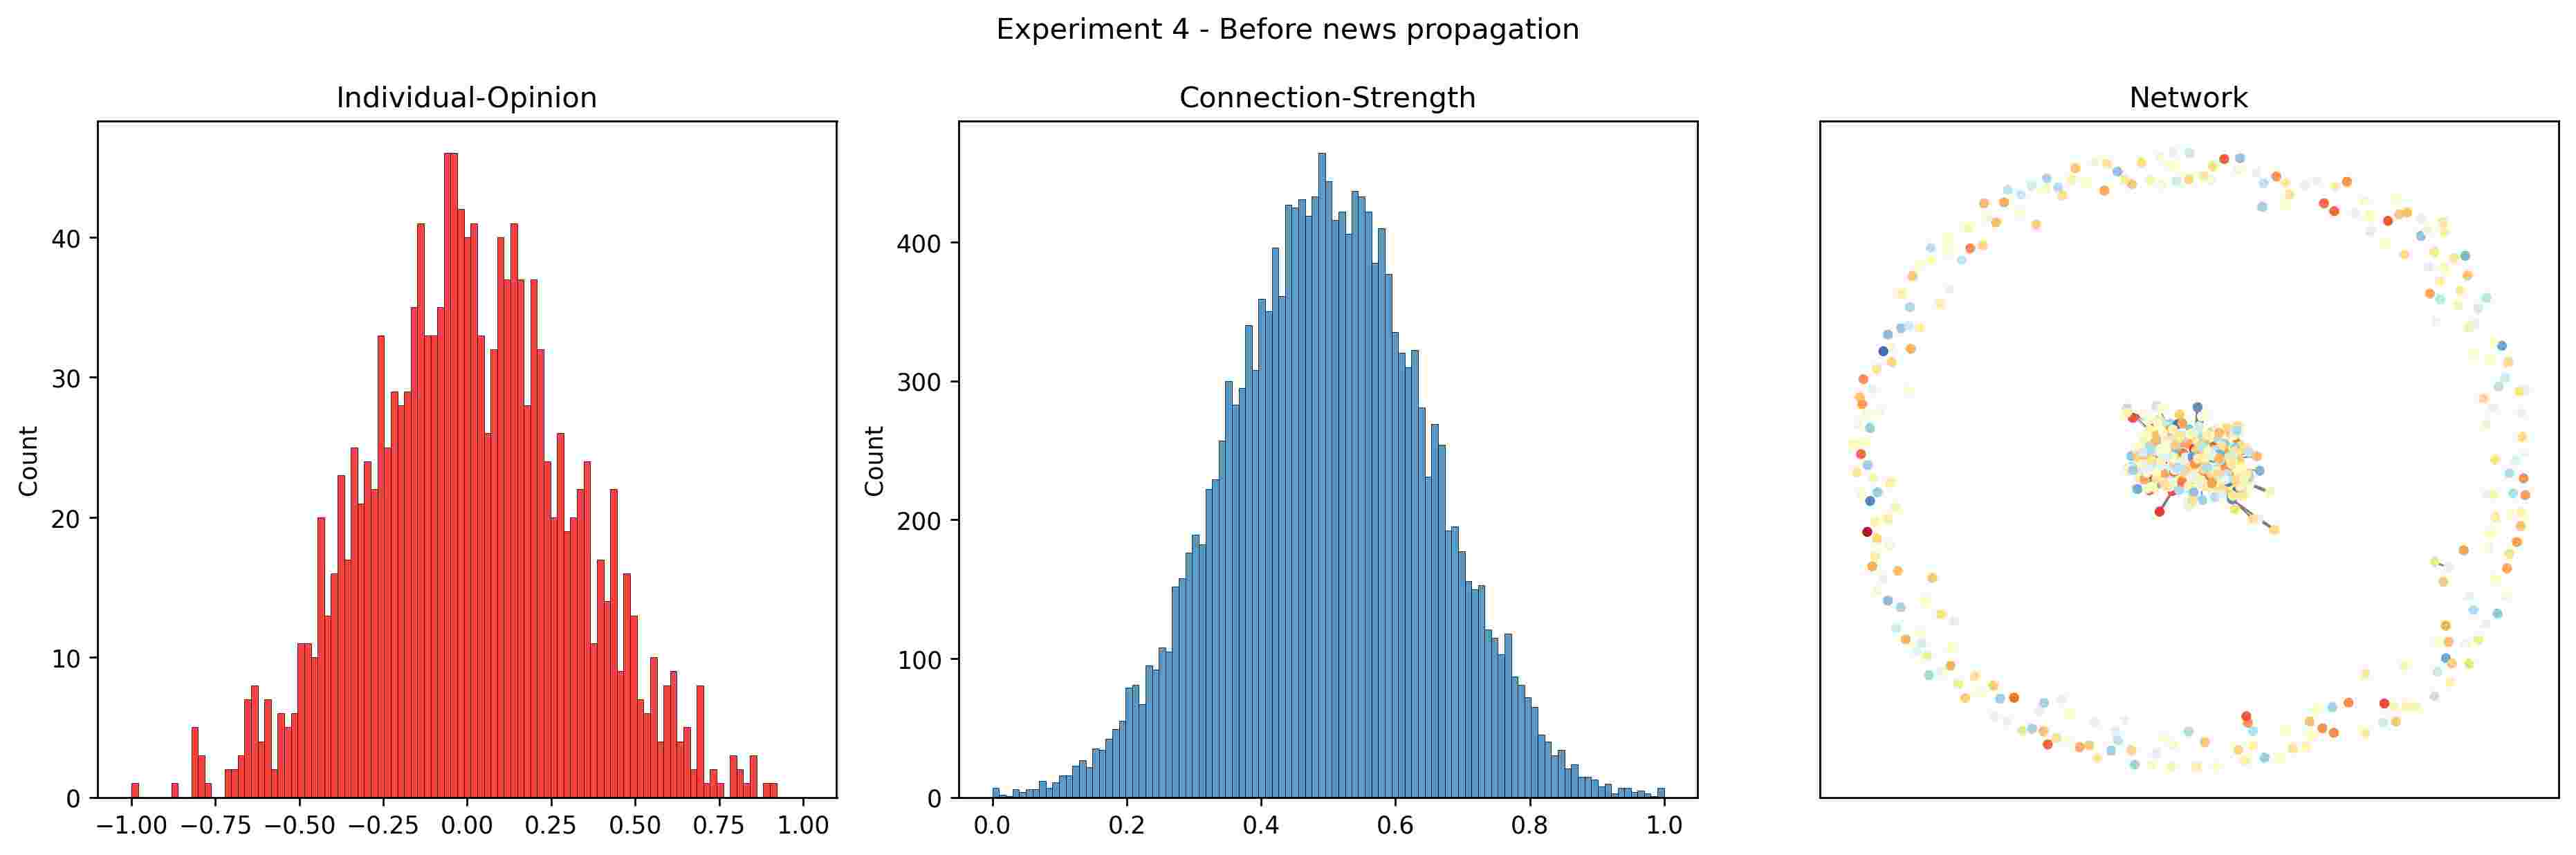 Experiment 4 - Before news propagation
Individual-Opinion
Connection-Strength
Network
Count
40
30
20
10
0
−1.00 −0.75 −0.50 −0.25 0.00 0.25 0.50 0.75 1.00
Count
400
300
200
100
0
0.0 0.2 0.4 0.6 0.8 1.0